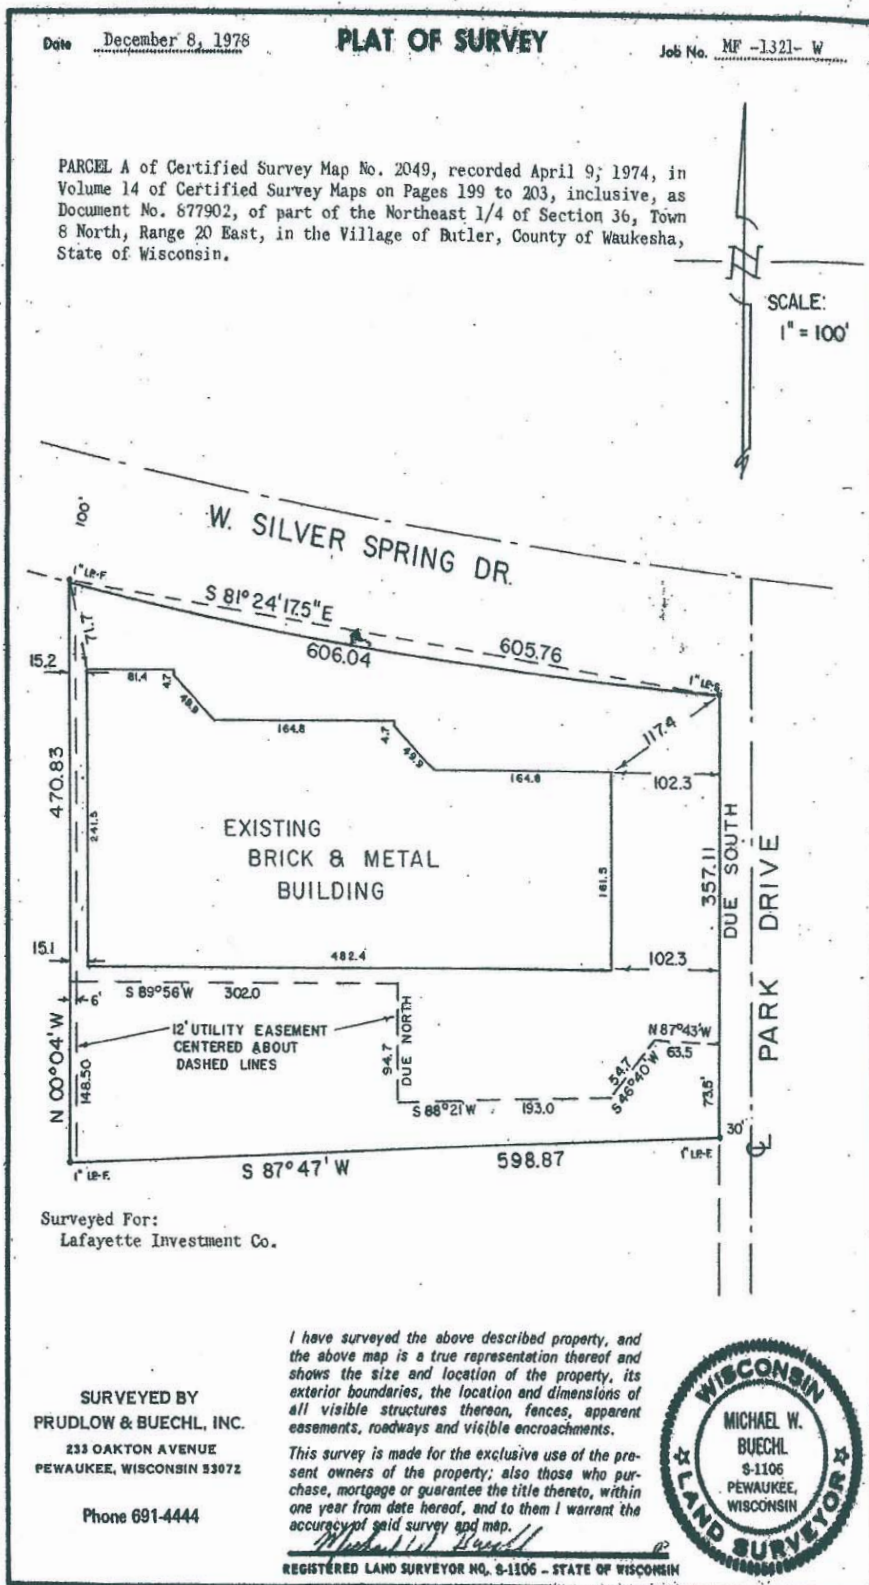 Date December 8, 1978
PLAT OF SURVEY
Job No. MF -1321- W
PARCEL A of Certified Survey Map No. 2049, recorded April 9, 1974, in
Volume 14 of Certified Survey Maps on Pages 199 to 203, inclusive, as
Document No. 877902, of part of the Northeast 1/4 of Section 36, Town
8 North, Range 20 East, in the Village of Butler, County of Waukesha,
State of Wisconsin.
N
SCALE:
1" = 100'
100'
W. SILVER SPRING DR.
1" I.P.-F.
S 81° 24' 17.5" E
605.76
606.04
71.7
15.2
81.4
4.7
49.9
164.8
4.7
49.9
164.8
1" I.P.-S.
117.4
102.3
470.83
241.5
EXISTING
BRICK & METAL
BUILDING
161.5
357.11
DUE SOUTH
PARK DRIVE
15.1
482.4
102.3
S 89°56' W 302.0
6'
12' UTILITY EASEMENT
CENTERED ABOUT
DASHED LINES
94.7
DUE NORTH
N 87°43' W
63.5
54.7
S 46°40' W
73.5'
N 00°04' W
148.50
S 88°21' W 193.0
30'
1" I.P.-F.
S 87°47' W 598.87
1" I.P.-F.
Surveyed For:
Lafayette Investment Co.
SURVEYED BY
PRUDLOW & BUECHL, INC.
233 OAKTON AVENUE
PEWAUKEE, WISCONSIN 53072
Phone 691-4444
I have surveyed the above described property, and
the above map is a true representation thereof and
shows the size and location of the property, its
exterior boundaries, the location and dimensions of
all visible structures thereon, fences, apparent
easements, roadways and visible encroachments.
This survey is made for the exclusive use of the pre-
sent owners of the property; also those who pur-
chase, mortgage or guarantee the title thereto, within
one year from date hereof, and to them I warrant the
accuracy of said survey and map.
Michael W. Buechl
REGISTERED LAND SURVEYOR NO. S-1106 - STATE OF WISCONSIN
WISCONSIN
MICHAEL W.
BUECHL
S-1106
PEWAUKEE,
WISCONSIN
LAND SURVEYOR